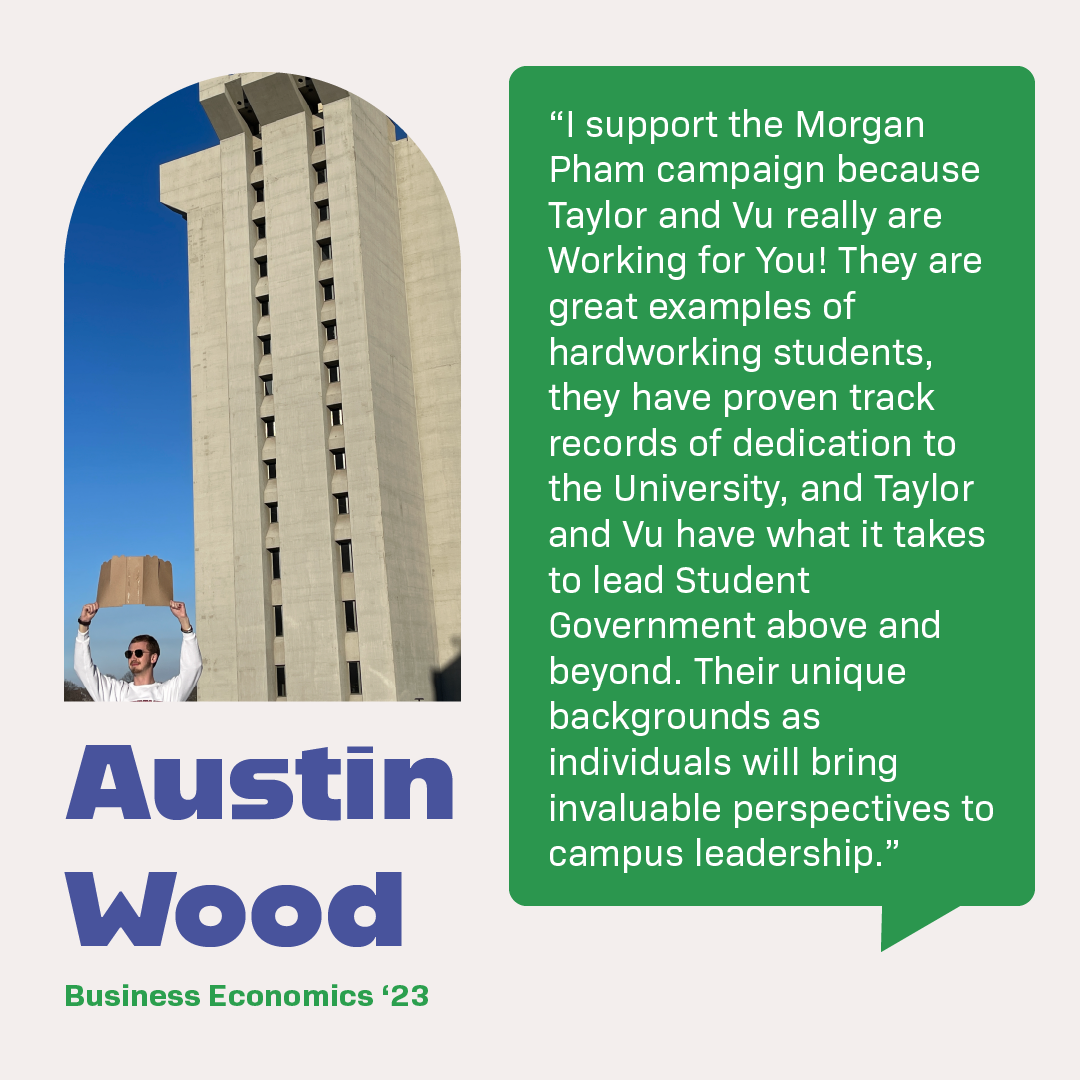 “I support the Morgan
Pham campaign because
Taylor and Vu really are
Working for You! They are
great examples of
hardworking students,
they have proven track
records of dedication to
the University, and Taylor
and Vu have what it takes
to lead Student
Government above and
beyond. Their unique
backgrounds as
individuals will bring
invaluable perspectives to
campus leadership.”
Austin
Wood
Business Economics ‘23